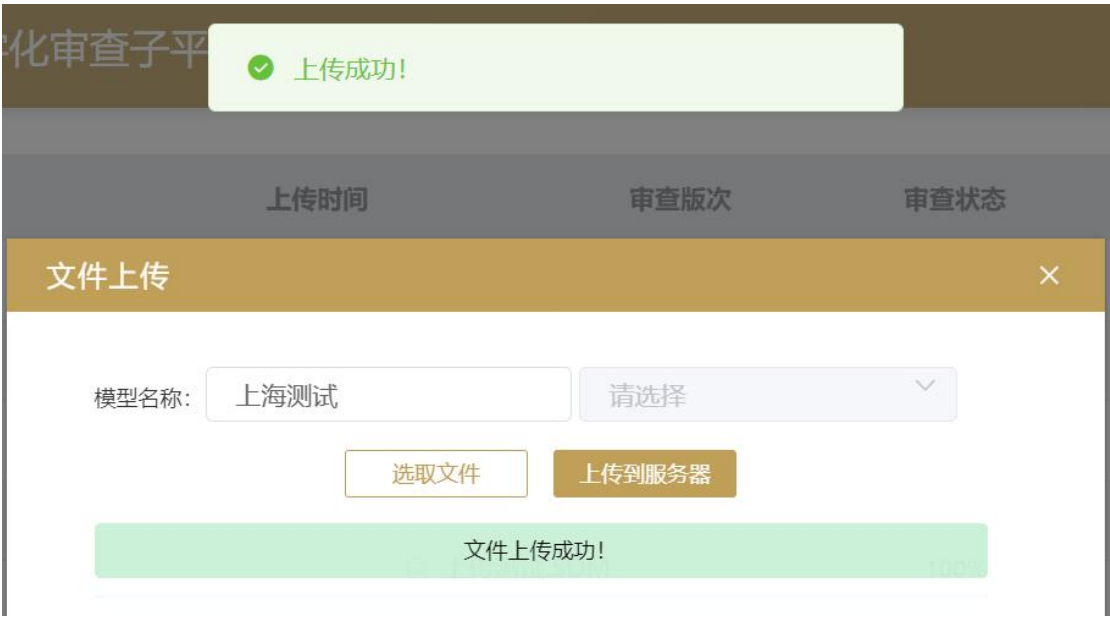 化审查子平
上传成功!
上传时间 审查版次 审查状态
文件上传
模型名称: 上海测试 请选择
选取文件 上传到服务器
文件上传成功!
100%